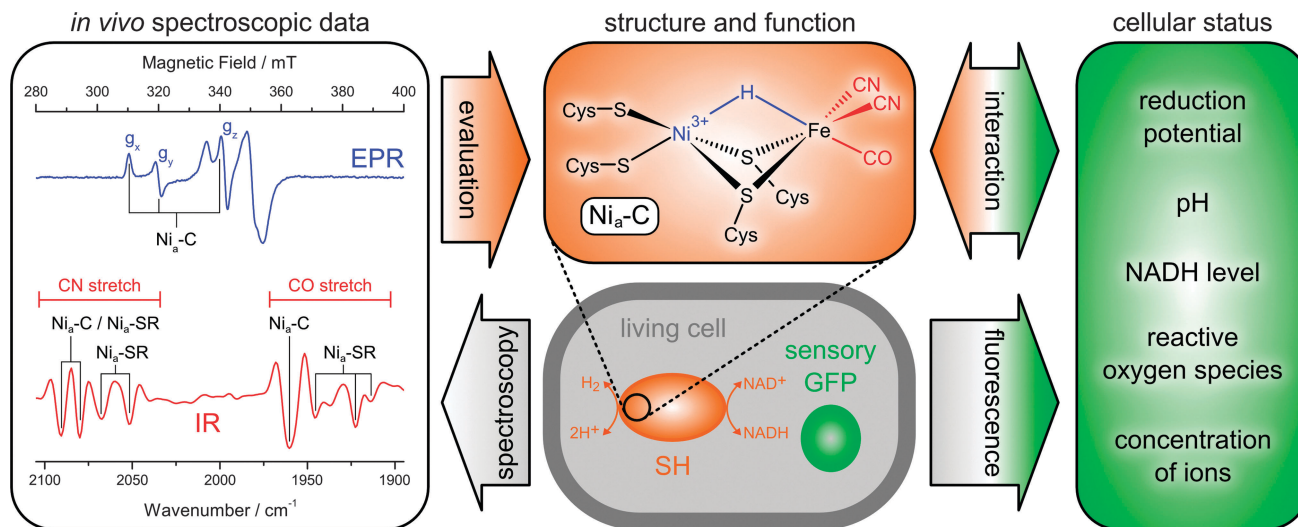 in vivo spectroscopic data
structure and function
cellular status
Magnetic Field / mT
280 300 320 340 360 380 400
gₓ
g_y
g_z
EPR
Niₐ-C
CN stretch
CO stretch
Niₐ-C / Niₐ-SR
Niₐ-SR
Niₐ-C
Niₐ-SR
IR
2100 2050 2000 1950 1900
Wavenumber / cm⁻¹
evaluation
spectroscopy
Cys S
Cys S
Ni³⁺
H
Fe
CN
CN
CO
S
Cys
S
Cys
Niₐ-C
living cell
H₂
2H⁺
NAD⁺
NADH
SH
sensory
GFP
interaction
fluorescence
reduction
potential
pH
NADH level
reactive
oxygen species
concentration
of ions